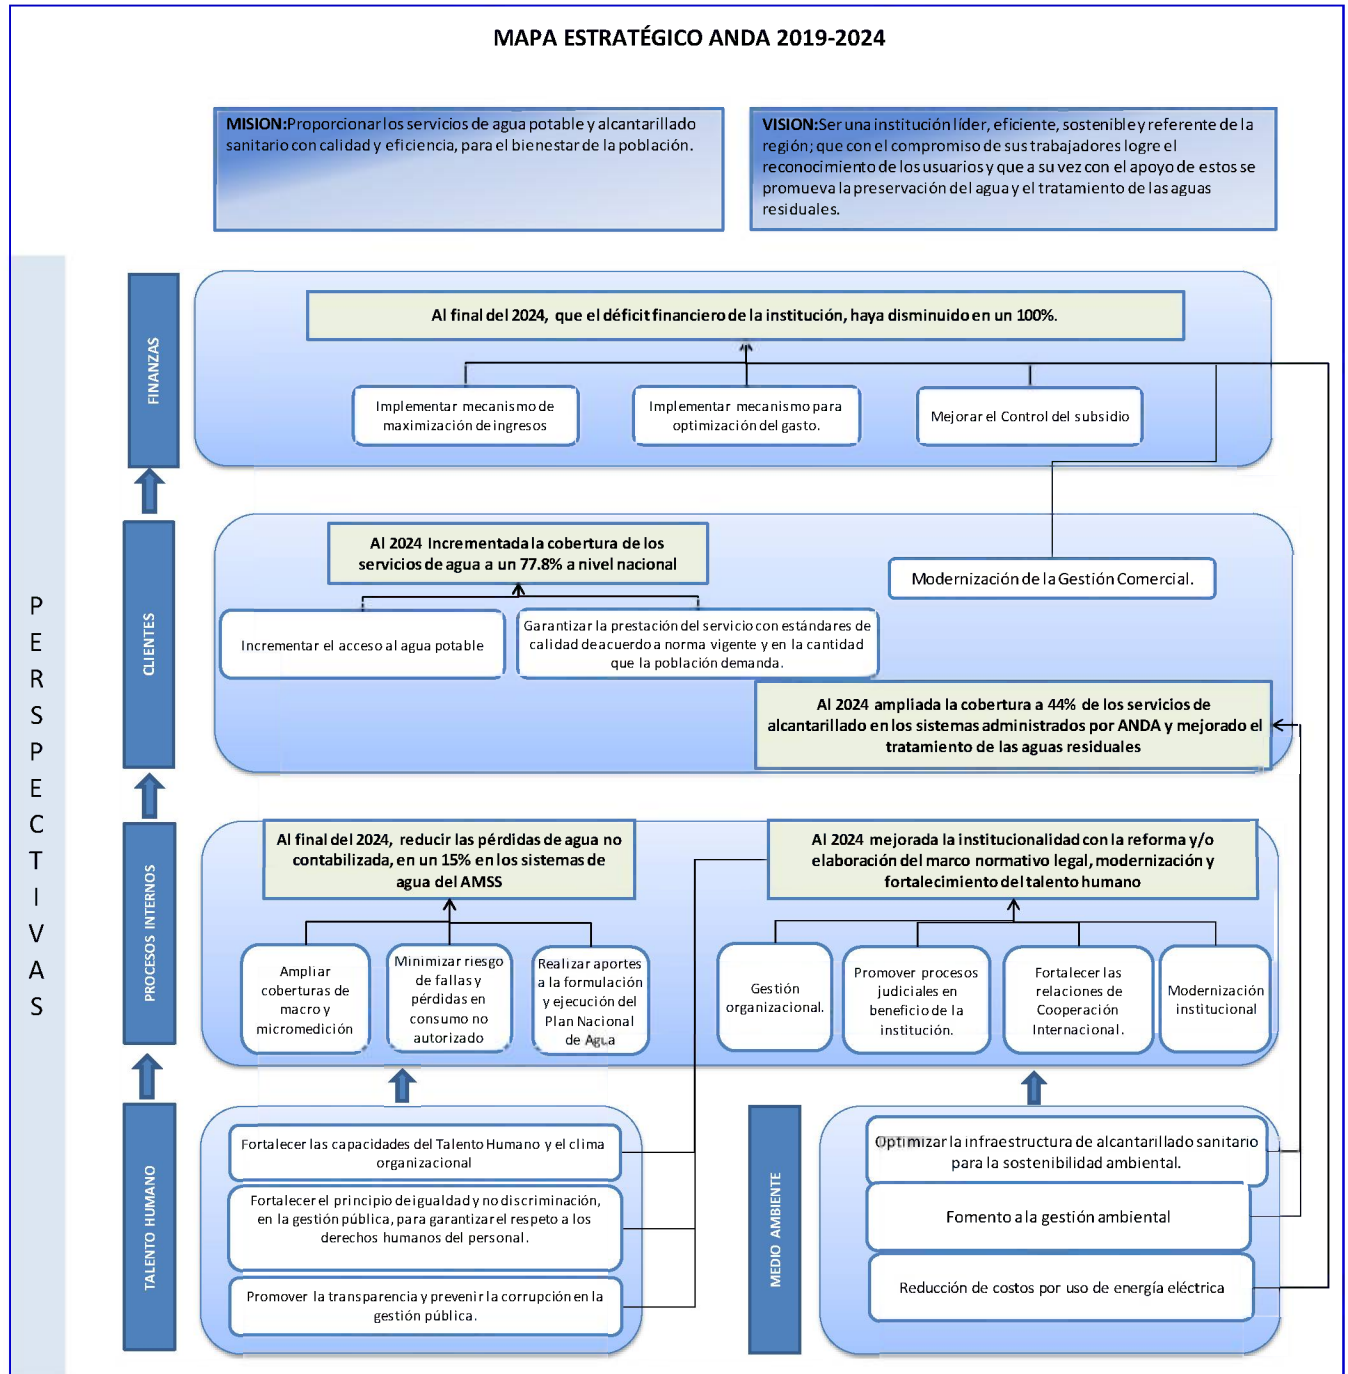 MAPA ESTRATÉGICO ANDA 2019-2024
MISION:Proporcionar los servicios de agua potable y alcantarillado
sanitario con calidad y eficiencia, para el bienestar de la población.
VISION:Ser una institución líder, eficiente, sostenible y referente de la
región; que con el compromiso de sus trabajadores logre el
reconocimiento de los usuarios y que a su vez con el apoyo de estos se
promueva la preservación del agua y el tratamiento de las aguas
residuales.
PERSPECTIVAS
FINANZAS
Al final del 2024, que el déficit financiero de la institución, haya disminuido en un 100%.
Implementar mecanismo de
maximización de ingresos
Implementar mecanismo para
optimización del gasto.
Mejorar el Control del subsidio
CLIENTES
Al 2024 Incrementada la cobertura de los
servicios de agua a un 77.8% a nivel nacional
Modernización de la Gestión Comercial.
Incrementar el acceso al agua potable
Garantizar la prestación del servicio con estándares de
calidad de acuerdo a norma vigente y en la cantidad
que la población demanda.
Al 2024 ampliada la cobertura a 44% de los servicios de
alcantarillado en los sistemas administrados por ANDA y mejorado el
tratamiento de las aguas residuales
PROCESOS INTERNOS
Al final del 2024, reducir las pérdidas de agua no
contabilizada, en un 15% en los sistemas de
agua del AMSS
Al 2024 mejorada la institucionalidad con la reforma y/o
elaboración del marco normativo legal, modernización y
fortalecimiento del talento humano
Ampliar
coberturas de
macro y
micromedición
Minimizar riesgo
de fallas y
pérdidas en
consumo no
autorizado
Realizar aportes
a la formulación
y ejecución del
Plan Nacional
de Agua
Gestión
organizacional.
Promover procesos
judiciales en
beneficio de la
institución.
Fortalecer las
relaciones de
Cooperación
Internacional.
Modernización
institucional
TALENTO HUMANO
Fortalecer las capacidades del Talento Humano y el clima
organizacional
Fortalecer el principio de igualdad y no discriminación,
en la gestión pública, para garantizar el respeto a los
derechos humanos del personal.
Promover la transparencia y prevenir la corrupción en la
gestión pública.
MEDIO AMBIENTE
Optimizar la infraestructura de alcantarillado sanitario
para la sostenibilidad ambiental.
Fomento a la gestión ambiental
Reducción de costos por uso de energía eléctrica